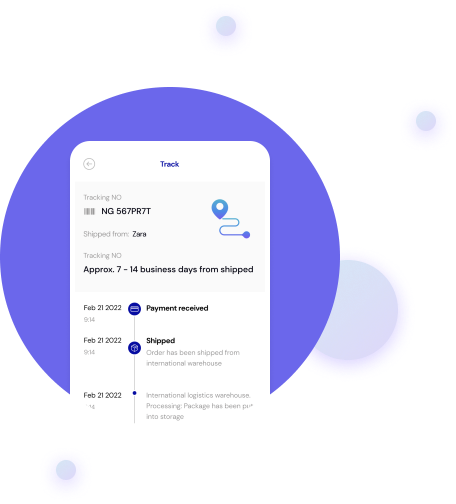 Track
Tracking NO
NG 567PR7T
Shipped from: Zara
Tracking NO
Approx. 7 - 14 business days from shipped
Feb 21 2022 Payment received
9:14
Feb 21 2022 Shipped
9:14 Order has been shipped from
international warehouse
Feb 21 2022 International logistics warehouse.
Processing: Package has been
into storage